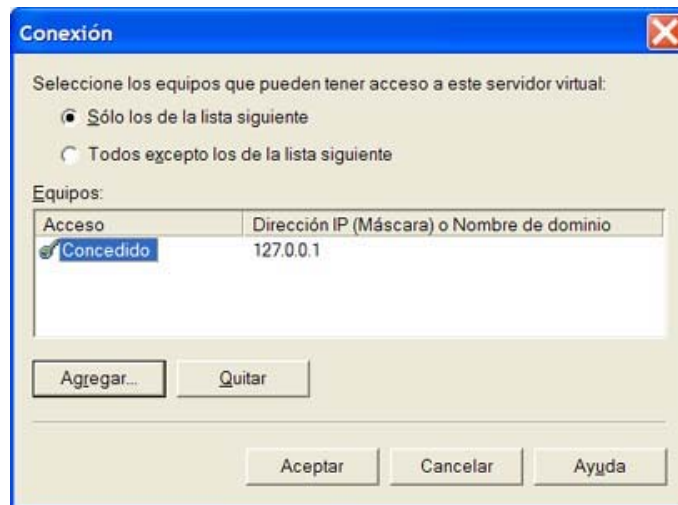 Conexión
Seleccione los equipos que pueden tener acceso a este servidor virtual:
Sólo los de la lista siguiente
Todos excepto los de la lista siguiente
Equipos:
Acceso Dirección IP (Máscara) o Nombre de dominio
Concedido 127.0.0.1
Agregar... Quitar
Aceptar Cancelar Ayuda